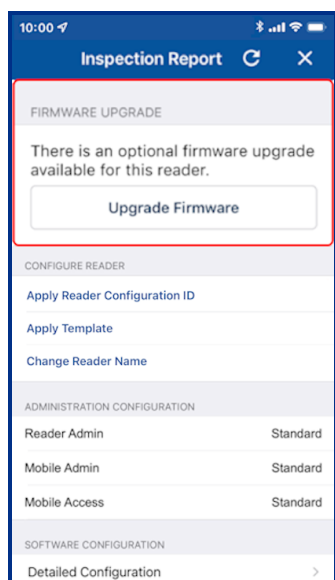 10:00
Inspection Report
FIRMWARE UPGRADE
There is an optional firmware upgrade
available for this reader.
Upgrade Firmware
CONFIGURE READER
Apply Reader Configuration ID
Apply Template
Change Reader Name
ADMINISTRATION CONFIGURATION
Reader Admin Standard
Mobile Admin Standard
Mobile Access Standard
SOFTWARE CONFIGURATION
Detailed Configuration